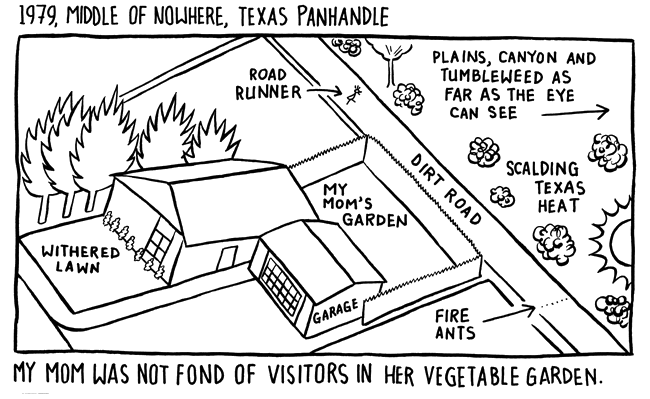 1979, MIDDLE OF NOWHERE, TEXAS PANHANDLE
ROAD
RUNNER
PLAINS, CANYON AND
TUMBLEWEED AS
FAR AS THE EYE
CAN SEE
DIRT ROAD
SCALDING
TEXAS
HEAT
MY
MOM'S
GARDEN
WITHERED
LAWN
GARAGE
FIRE
ANTS
MY MOM WAS NOT FOND OF VISITORS IN HER VEGETABLE GARDEN.